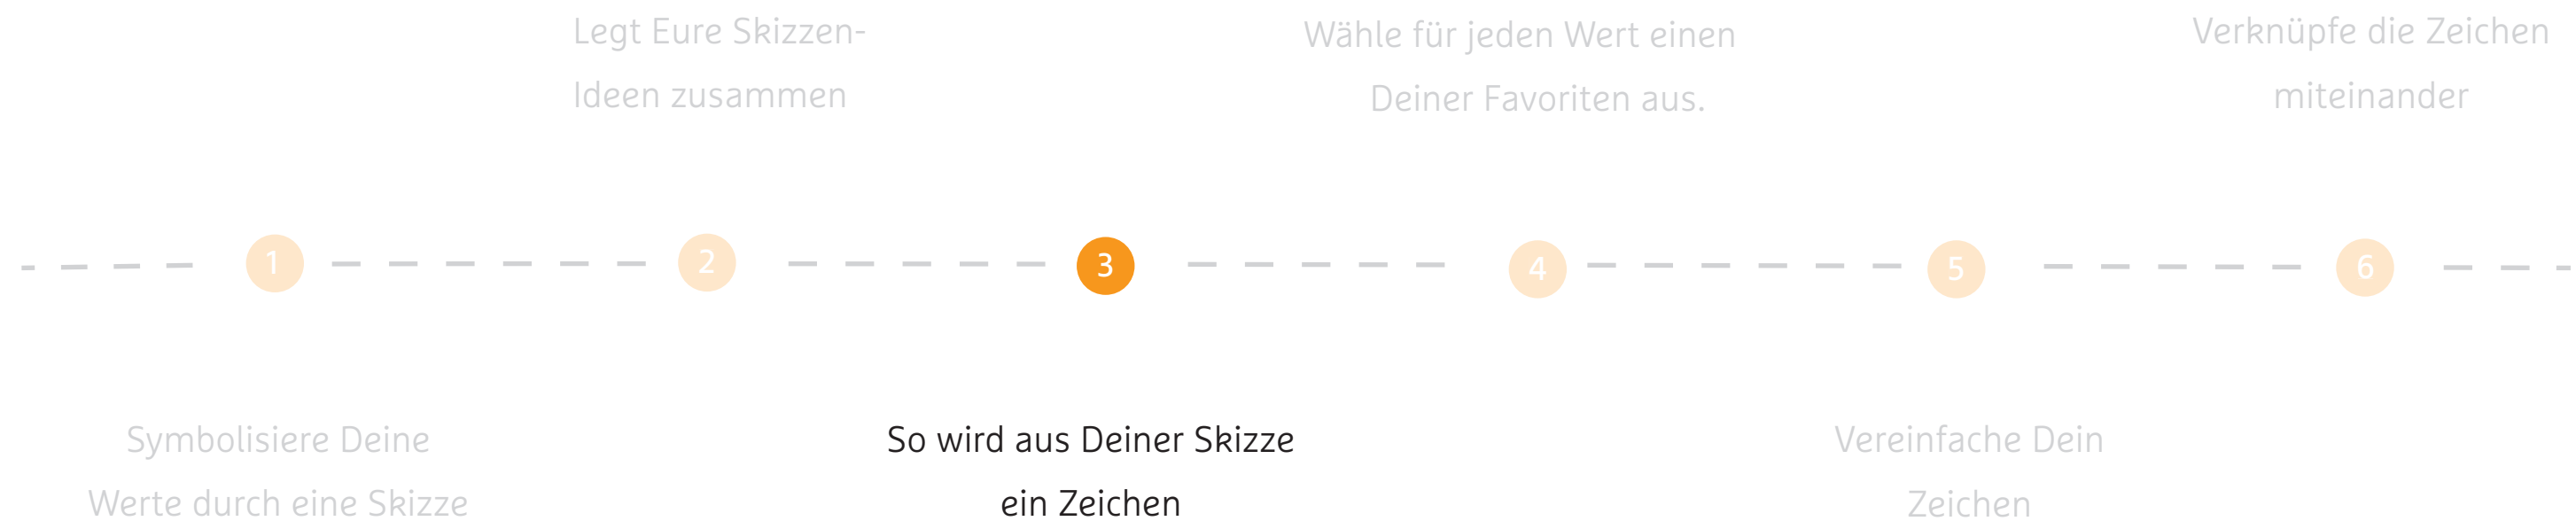 Legt Eure Skizzen-
Ideen zusammen
Wähle für jeden Wert einen
Deiner Favoriten aus.
Verknüpfe die Zeichen
miteinander
1
2
3
4
5
6
Symbolisiere Deine
Werte durch eine Skizze
So wird aus Deiner Skizze
ein Zeichen
Vereinfache Dein
Zeichen